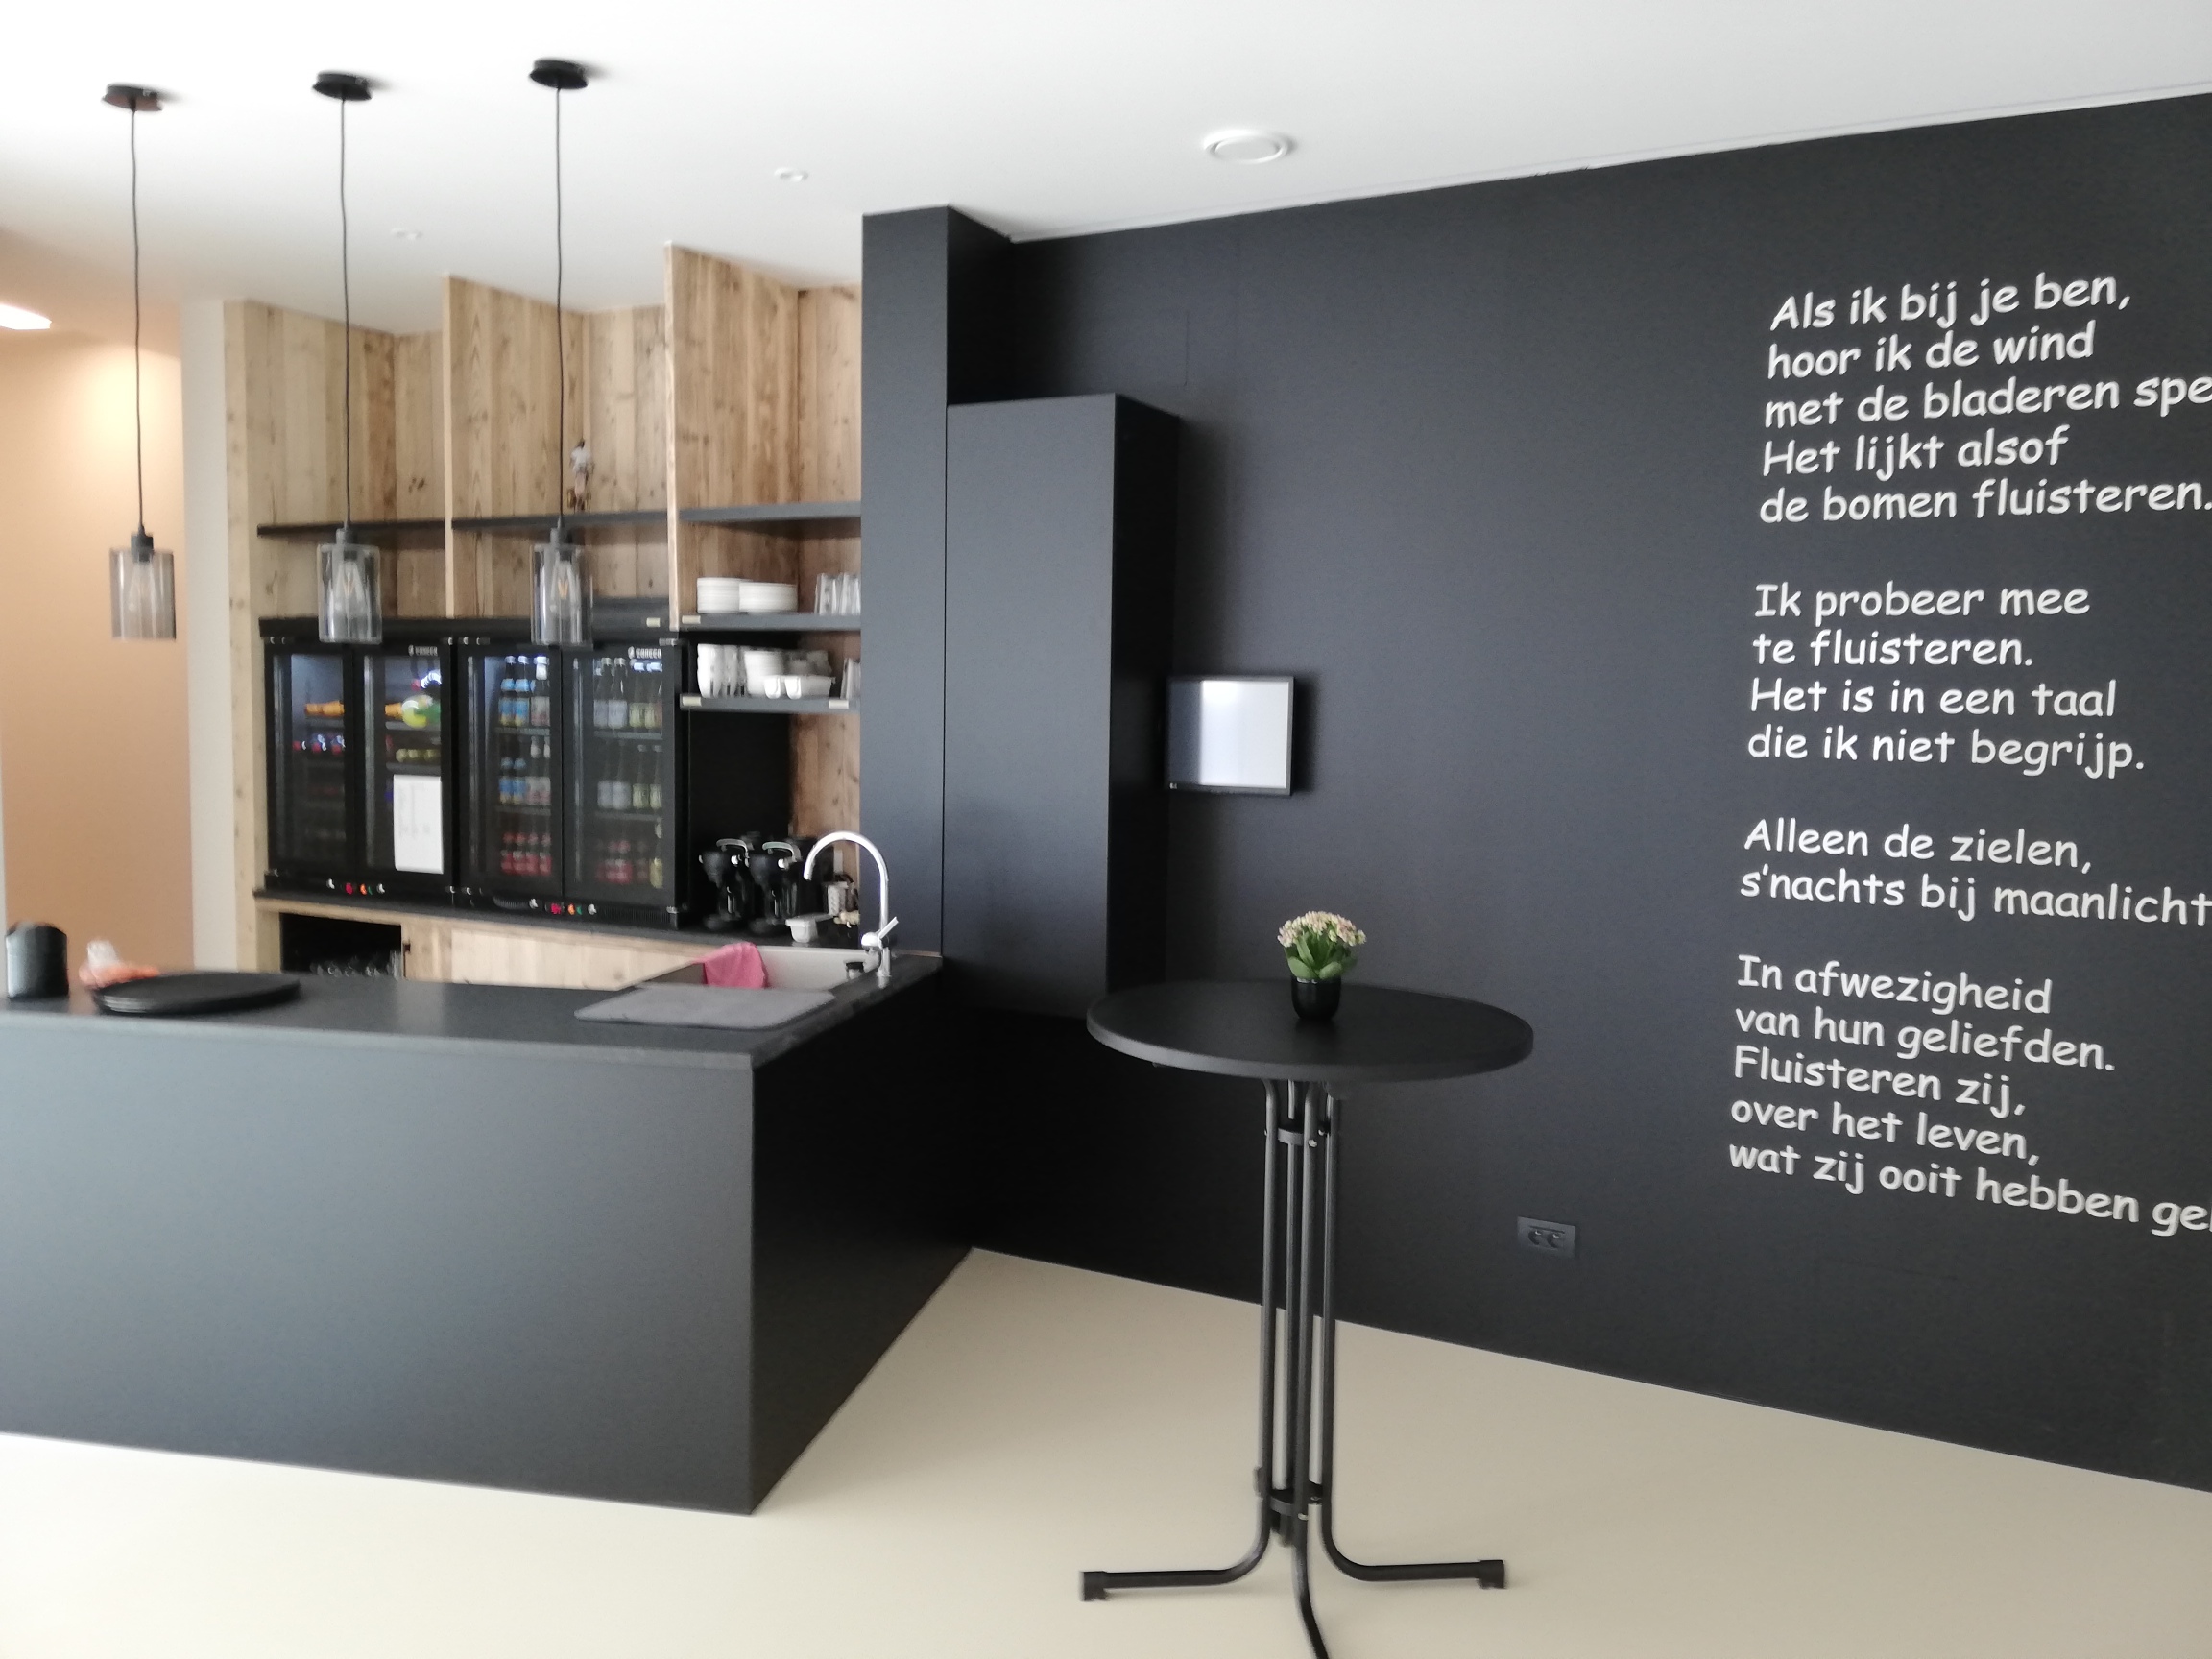 Als ik bij je ben,
hoor ik de wind
met de bladeren spe
Het lijkt alsof
de bomen fluisteren.
Ik probeer mee
te fluisteren.
Het is in een taal
die ik niet begrijp.
Alleen de zielen,
s'nachts bij maanlicht
In afwezigheid
van hun geliefden.
Fluisteren zij,
over het leven,
wat zij ooit hebben